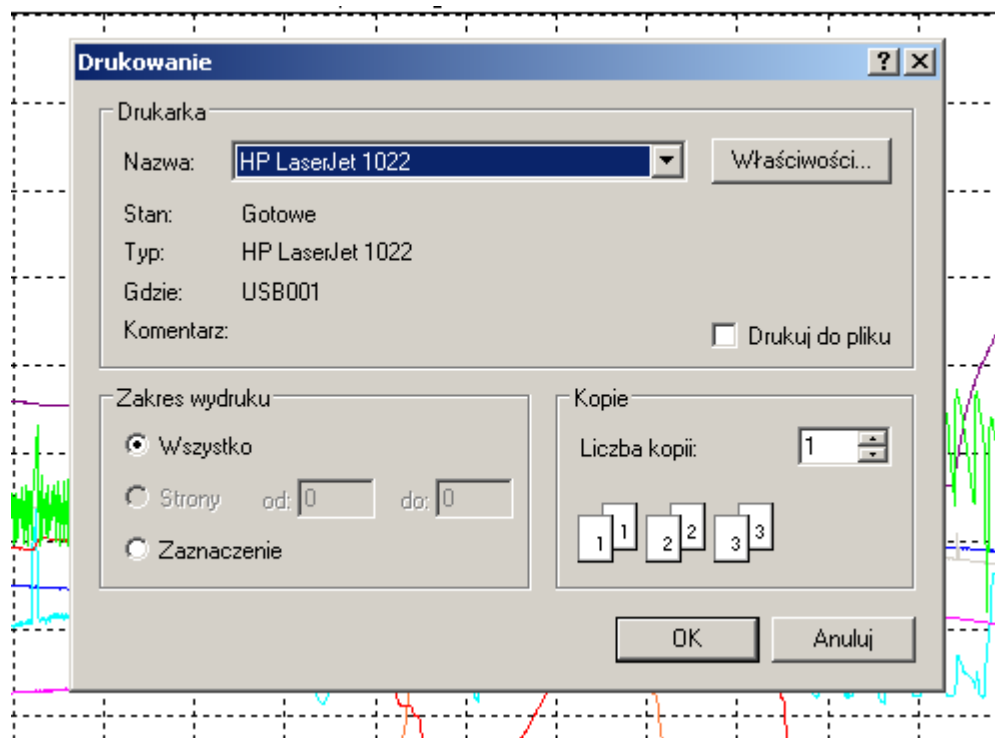 Drukowanie
Drukarka
Nazwa: HP LaserJet 1022 Właściwości...
Stan: Gotowe
Typ: HP LaserJet 1022
Gdzie: USB001
Komentarz: Drukuj do pliku
Zakres wydruku
Wszystko
Strony od: 0 do: 0
Zaznaczenie
Kopie
Liczba kopii: 1
1 1 2 2 3 3
OK Anuluj